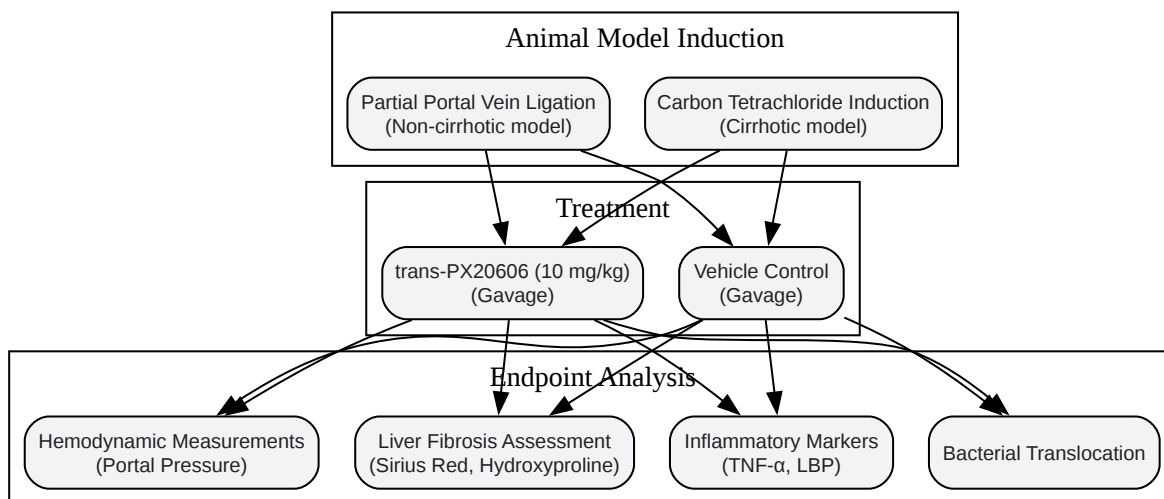 Animal Model Induction
Partial Portal Vein Ligation
(Non-cirrhotic model)
Carbon Tetrachloride Induction
(Cirrhotic model)
Treatment
trans-PX20606 (10 mg/kg)
(Gavage)
Vehicle Control
(Gavage)
Endpoint Analysis
Hemodynamic Measurements
(Portal Pressure)
Liver Fibrosis Assessment
(Sirius Red, Hydroxyproline)
Inflammatory Markers
(TNF-α, LBP)
Bacterial Translocation